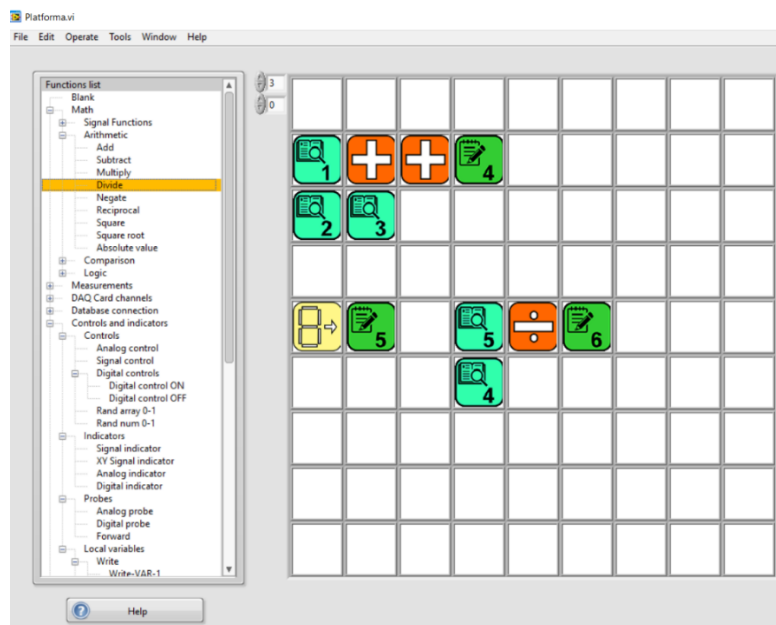 Platforma.vi
File Edit Operate Tools Window Help
Functions list
Blank
Math
Signal Functions
Arithmetic
Add
Subtract
Multiply
Divide
Negate
Reciprocal
Square
Square root
Absolute value
Comparison
Logic
Measurements
DAQ Card channels
Database connection
Controls and indicators
Controls
Analog control
Signal control
Digital controls
Digital control ON
Digital control OFF
Rand array 0-1
Rand num 0-1
Indicators
Signal indicator
XY Signal indicator
Analog indicator
Digital indicator
Probes
Analog probe
Digital probe
Forward
Local variables
Write
Write-VAR-1
Help
3
0
1 4
2 3
5 5 6
4